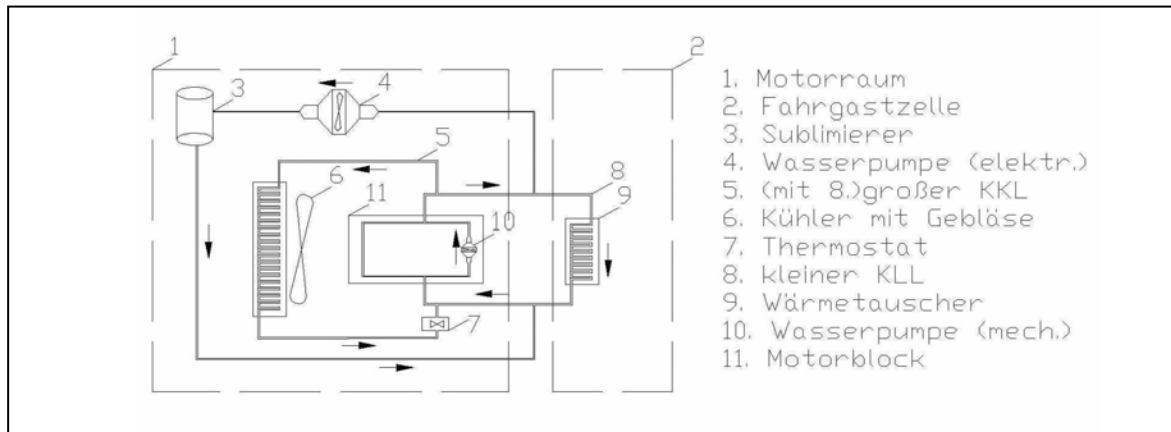 1
2
3
4
5
6
7
8
9
10
11
1. Motorraum
2. Fahrgastzelle
3. Sublimierer
4. Wasserpumpe (elektr.)
5. (mit 8.)großer KKL
6. Kühler mit Gebläse
7. Thermostat
8. kleiner KLL
9. Wärmetauscher
10. Wasserpumpe (mech.)
11. Motorblock